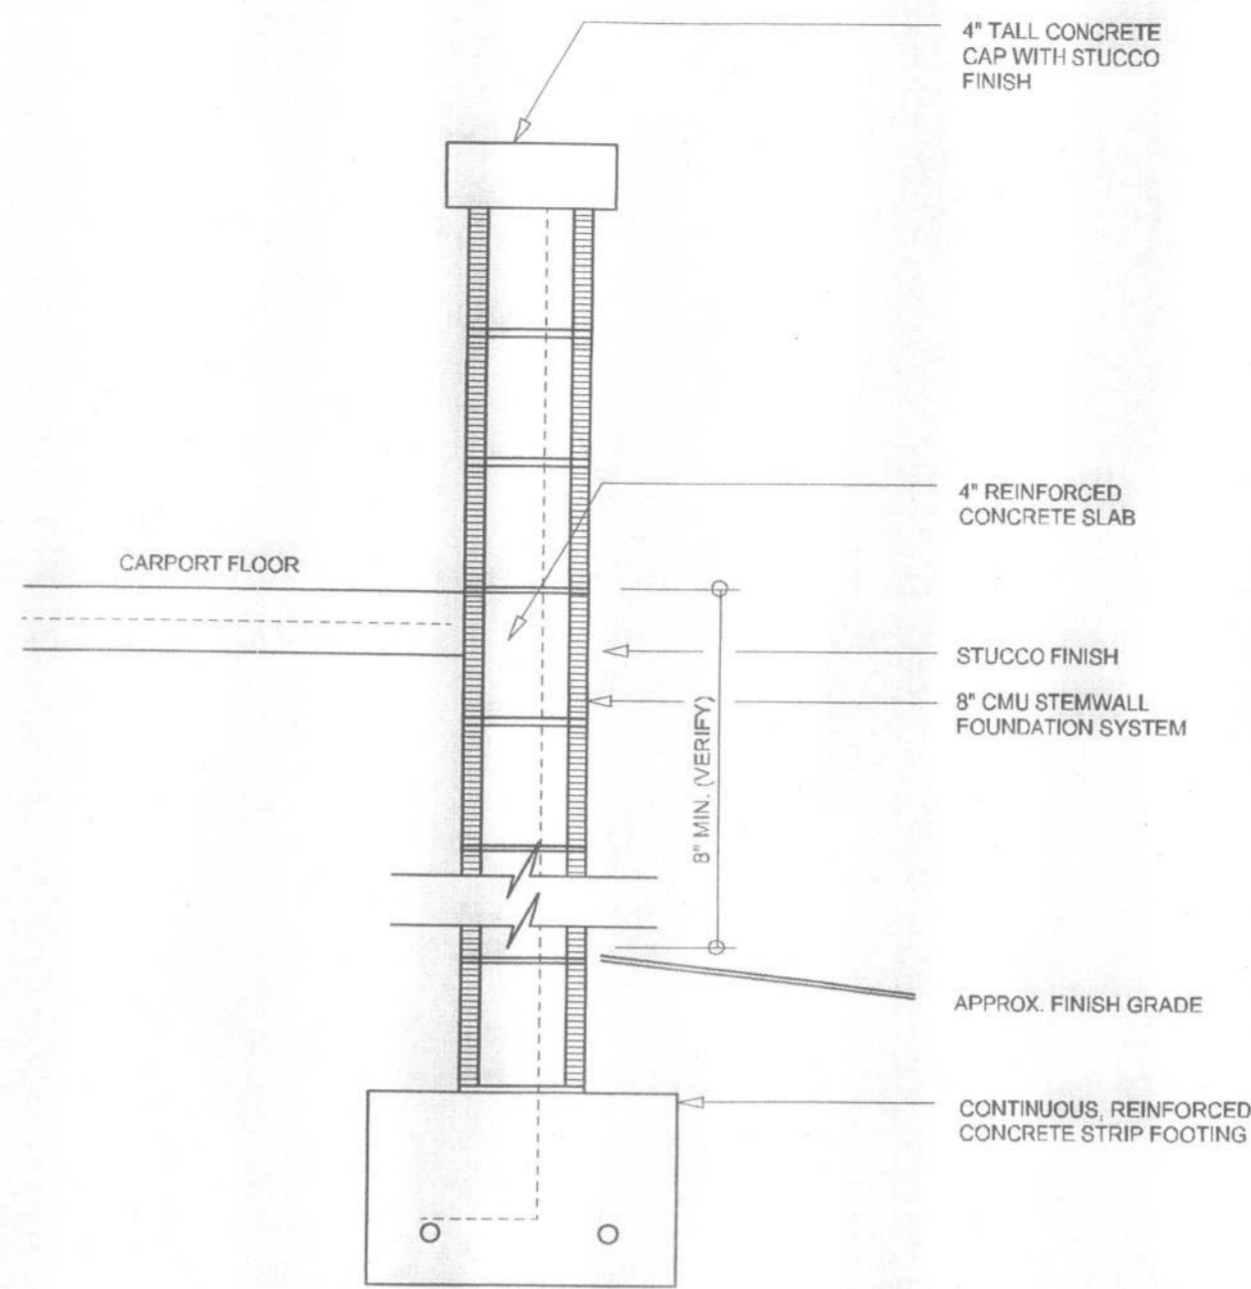 4" TALL CONCRETE
CAP WITH STUCCO
FINISH
4" REINFORCED
CONCRETE SLAB
CARPORT FLOOR
STUCCO FINISH
8" CMU STEMWALL
FOUNDATION SYSTEM
8" MIN. (VERIFY)
APPROX. FINISH GRADE
CONTINUOUS, REINFORCED
CONCRETE STRIP FOOTING